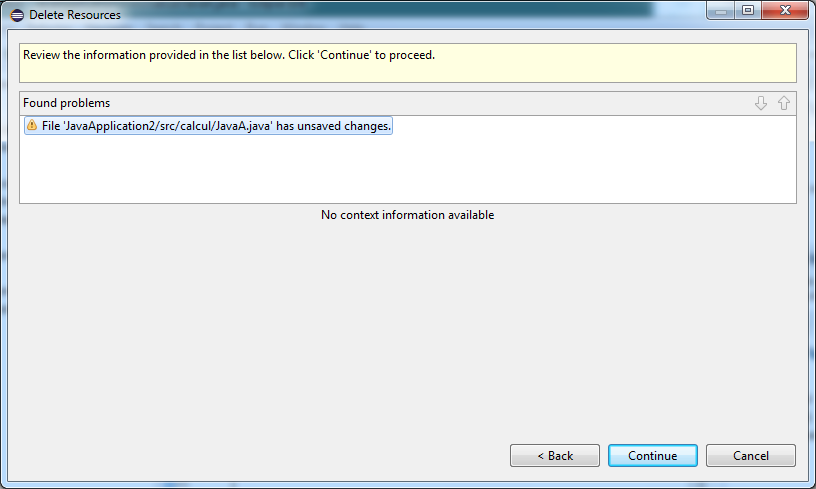 Delete Resources
Review the information provided in the list below. Click 'Continue' to proceed.
Found problems
File 'JavaApplication2/src/calcul/JavaA.java' has unsaved changes.
No context information available
< Back
Continue
Cancel